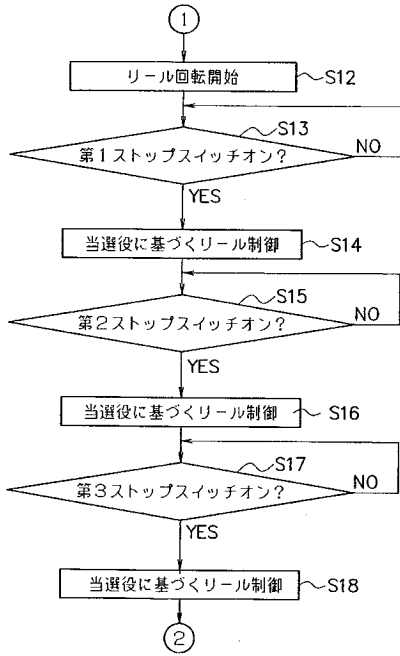 1
リール回転開始 S12
S13
第1ストップスイッチオン? NO
YES
当選役に基づくリール制御 S14
S15
第2ストップスイッチオン? NO
YES
当選役に基づくリール制御 S16
S17
第3ストップスイッチオン? NO
YES
当選役に基づくリール制御 S18
2